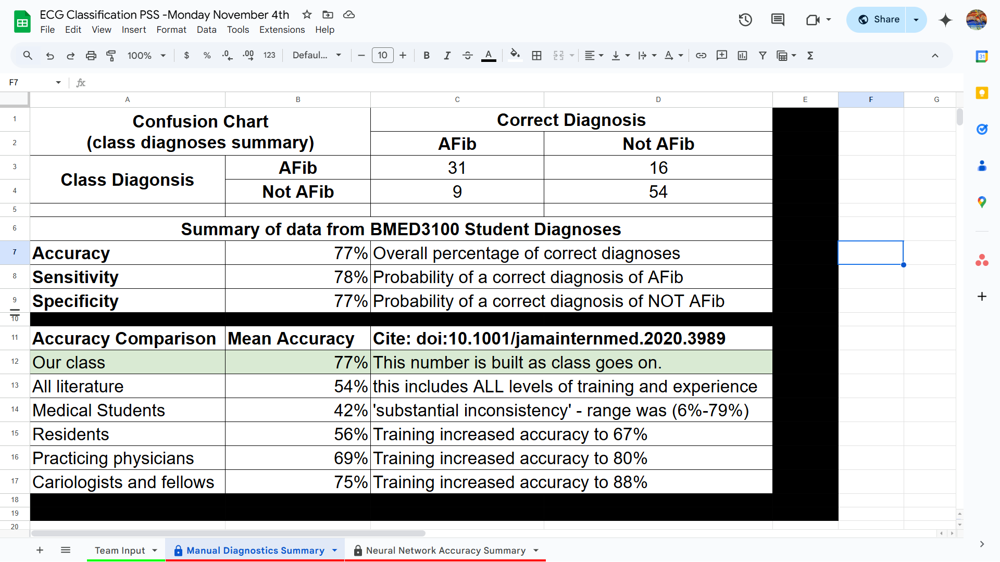 ECG Classification PSS -Monday November 4th
File Edit View Insert Format Data Tools Extensions Help
Share
100% $ % .0 .00 123 Defaul... 10 B I A
31
F7 fx
A B C D E F G
1 Confusion Chart Correct Diagnosis
2 (class diagnoses summary) AFib Not AFib
3 Class Diagonsis AFib 31 16
4 Not AFib 9 54
5
6 Summary of data from BMED3100 Student Diagnoses
7 Accuracy 77% Overall percentage of correct diagnoses
8 Sensitivity 78% Probability of a correct diagnosis of AFib
9 Specificity 77% Probability of a correct diagnosis of NOT AFib
10
11 Accuracy Comparison Mean Accuracy Cite: doi:10.1001/jamainternmed.2020.3989
12 Our class 77% This number is built as class goes on.
13 All literature 54% this includes ALL levels of training and experience
14 Medical Students 42% 'substantial inconsistency' - range was (6%-79%)
15 Residents 56% Training increased accuracy to 67%
16 Practicing physicians 69% Training increased accuracy to 80%
17 Cariologists and fellows 75% Training increased accuracy to 88%
18
19
20
Team Input Manual Diagnostics Summary Neural Network Accuracy Summary